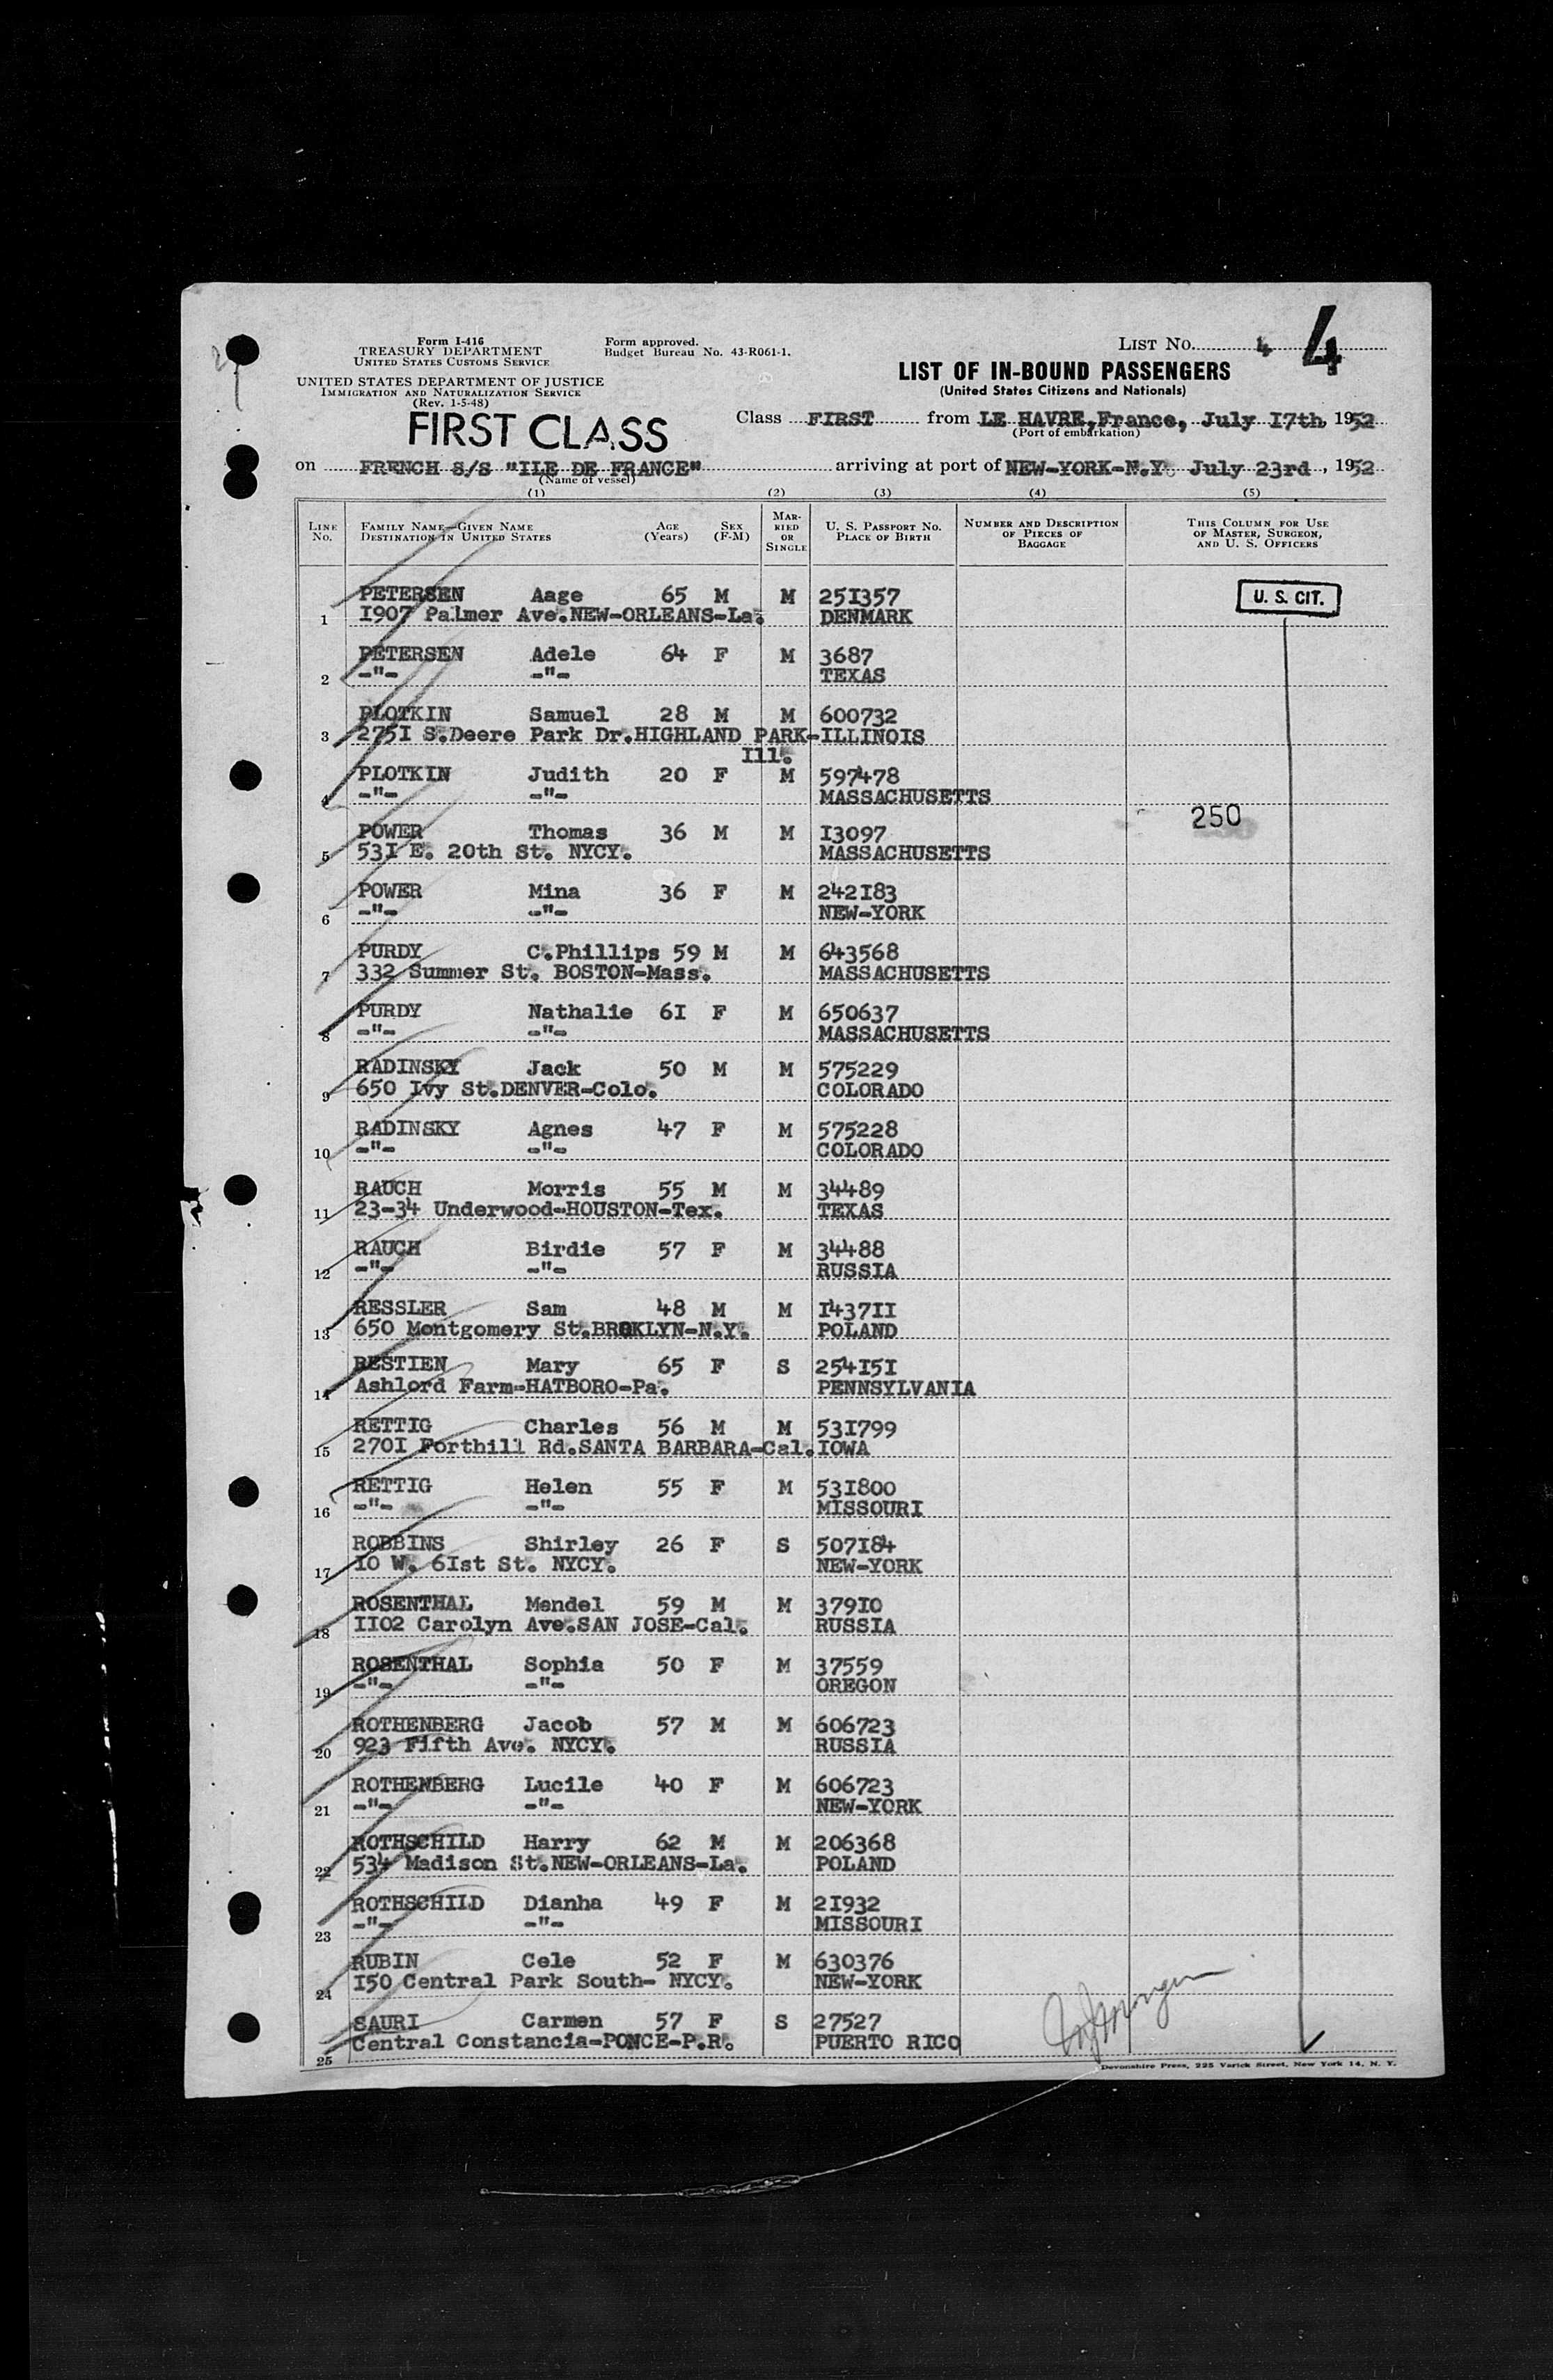 Form I-416
TREASURY DEPARTMENT
UNITED STATES CUSTOMS SERVICE
UNITED STATES DEPARTMENT OF JUSTICE
IMMIGRATION AND NATURALIZATION SERVICE
(Rev. 1-5-48)
Form approved.
Budget Bureau No. 43-R061-1.
LIST No. 4 4
LIST OF IN-BOUND PASSENGERS
(United States Citizens and Nationals)
FIRST CLASS
Class FIRST from LE HAVRE,France, July 17th, 1952
(Port of embarkation)
on FRENCH S/S "ILE DE FRANCE" arriving at port of NEW-YORK-N.Y. July 23rd, 1952
(Name of vessel)
(1) (2) (3) (4) (5)
LINE No. FAMILY NAME—GIVEN NAME DESTINATION IN UNITED STATES AGE (Years) SEX (F-M) MARRIED OR SINGLE U. S. PASSPORT NO. PLACE OF BIRTH NUMBER AND DESCRIPTION OF PIECES OF BAGGAGE THIS COLUMN FOR USE OF MASTER, SURGEON, AND U. S. OFFICERS
PETERSEN Aage 65 M M 251357 U. S. CIT.
1 1907 Palmer Ave.NEW-ORLEANS-La. DENMARK
PETERSEN Adele 64 F M 3687
2 -"- -"- TEXAS
PLOTKIN Samuel 28 M M 600732
3 2751 S.Deere Park Dr.HIGHLAND PARK-ILLINOIS
Ill.
PLOTKIN Judith 20 F M 597478
4 -"- -"- MASSACHUSETTS
250
POWER Thomas 36 M M 13097
5 531 E. 20th St. NYCY. MASSACHUSETTS
POWER Mina 36 F M 242183
6 -"- -"- NEW-YORK
PURDY C.Phillips 59 M M 643568
7 332 Summer St. BOSTON-Mass. MASSACHUSETTS
PURDY Nathalie 61 F M 650637
8 -"- -"- MASSACHUSETTS
RADINSKY Jack 50 M M 575229
9 650 Ivy St.DENVER-Colo. COLORADO
RADINSKY Agnes 47 F M 575228
10 -"- -"- COLORADO
RAUCH Morris 55 M M 34489
11 23-34 Underwood-HOUSTON-Tex. TEXAS
RAUCH Birdie 57 F M 34488
12 -"- -"- RUSSIA
RESSLER Sam 48 M M 143711
13 650 Montgomery St.BROKLYN-N.Y. POLAND
RESTIEN Mary 65 F S 254151
14 Ashlord Farm-HATBORO-Pa. PENNSYLVANIA
RETTIG Charles 56 M M 531799
15 2701 Forthill Rd.SANTA BARBARA-Cal.IOWA
RETTIG Helen 55 F M 531800
16 -"- -"- MISSOURI
ROBBINS Shirley 26 F S 507184
17 10 W. 61st St. NYCY. NEW-YORK
ROSENTHAL Mendel 59 M M 37910
18 1102 Carolyn Ave.SAN JOSE-Cal. RUSSIA
ROSENTHAL Sophia 50 F M 37559
19 -"- -"- OREGON
ROTHENBERG Jacob 57 M M 606723
20 923 Fifth Ave. NYCY. RUSSIA
ROTHENBERG Lucile 40 F M 606723
21 -"- -"- NEW-YORK
ROTHSCHILD Harry 62 M M 206368
22 534 Madison St.NEW-ORLEANS-La. POLAND
ROTHSCHILD Dianha 49 F M 21932
23 -"- -"- MISSOURI
RUBIN Cele 52 F M 630376
24 150 Central Park South- NYCY. NEW-YORK
SAURI Carmen 57 F S 27527
25 Central Constancia-PONCE-P.R. PUERTO RICO
Devonshire Press, 225 Varick Street, New York 14, N. Y.